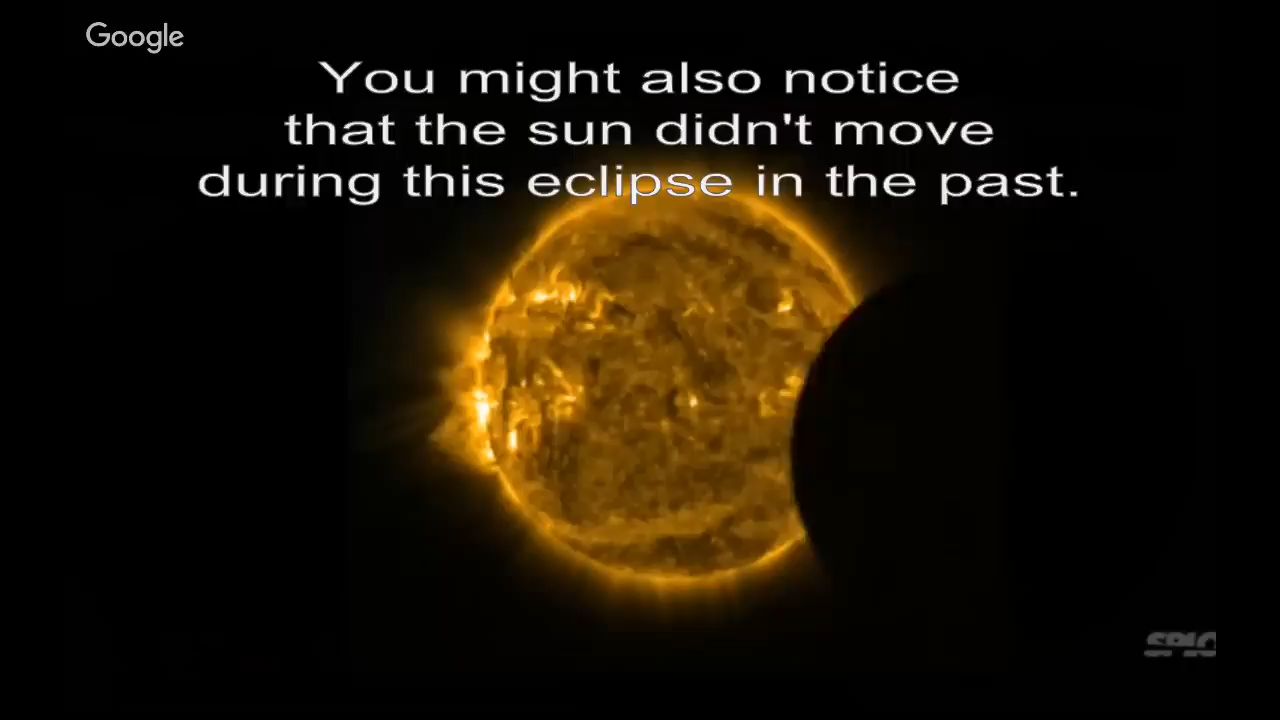 Google
You might also notice
that the sun didn't move
during this eclipse in the past.